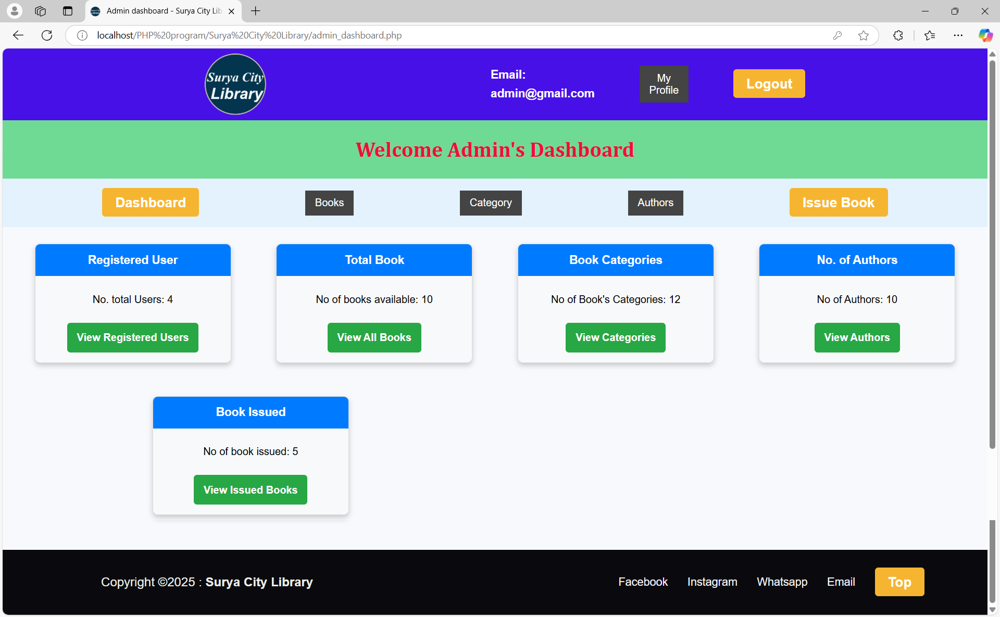 Admin dashboard - Surya City Lib
localhost/PHP%20program/Surya%20City%20Library/admin_dashboard.php
Surya City
Library
Email:
admin@gmail.com
My
Profile
Logout
Welcome Admin's Dashboard
Dashboard
Books
Category
Authors
Issue Book
Registered User
Total Book
Book Categories
No. of Authors
No. total Users: 4
No of books available: 10
No of Book's Categories: 12
No of Authors: 10
View Registered Users
View All Books
View Categories
View Authors
Book Issued
No of book issued: 5
View Issued Books
Copyright ©2025 : Surya City Library
Facebook
Instagram
Whatsapp
Email
Top